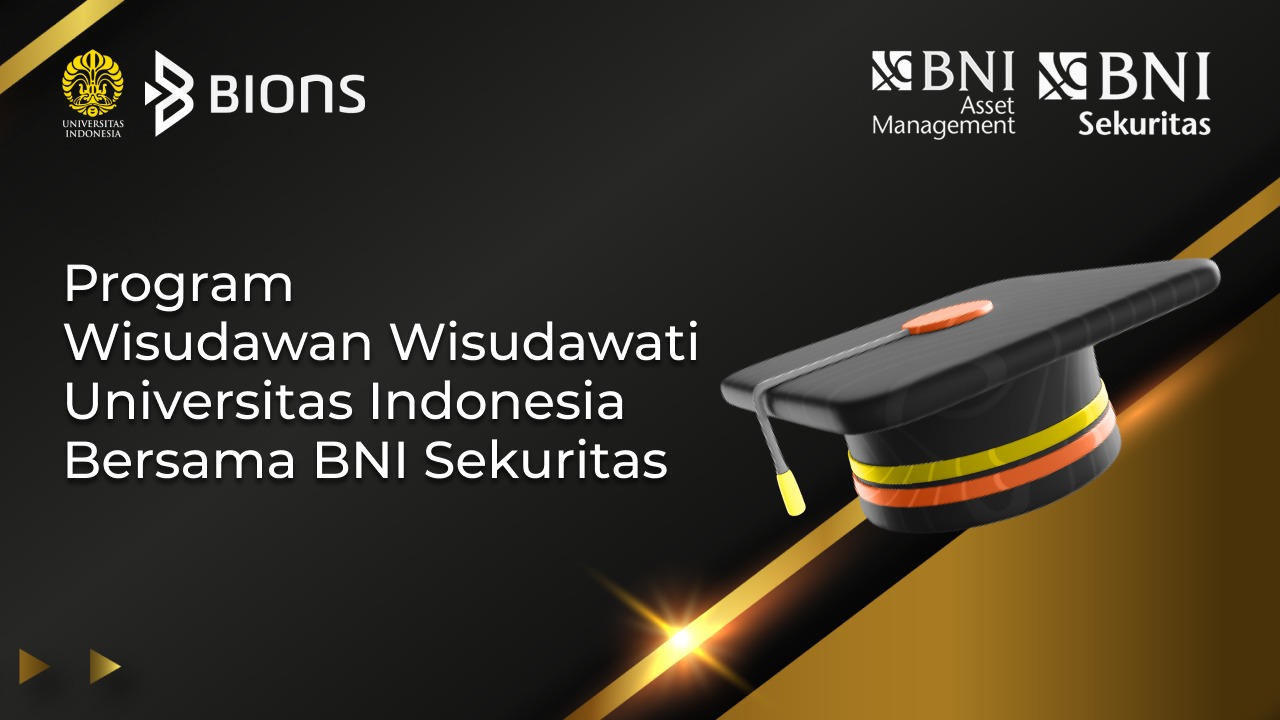 UNIVERSITAS
INDONESIA
BIONS
BNI
Asset
Management
BNI
Sekuritas
Program
Wisudawan Wisudawati
Universitas Indonesia
Bersama BNI Sekuritas